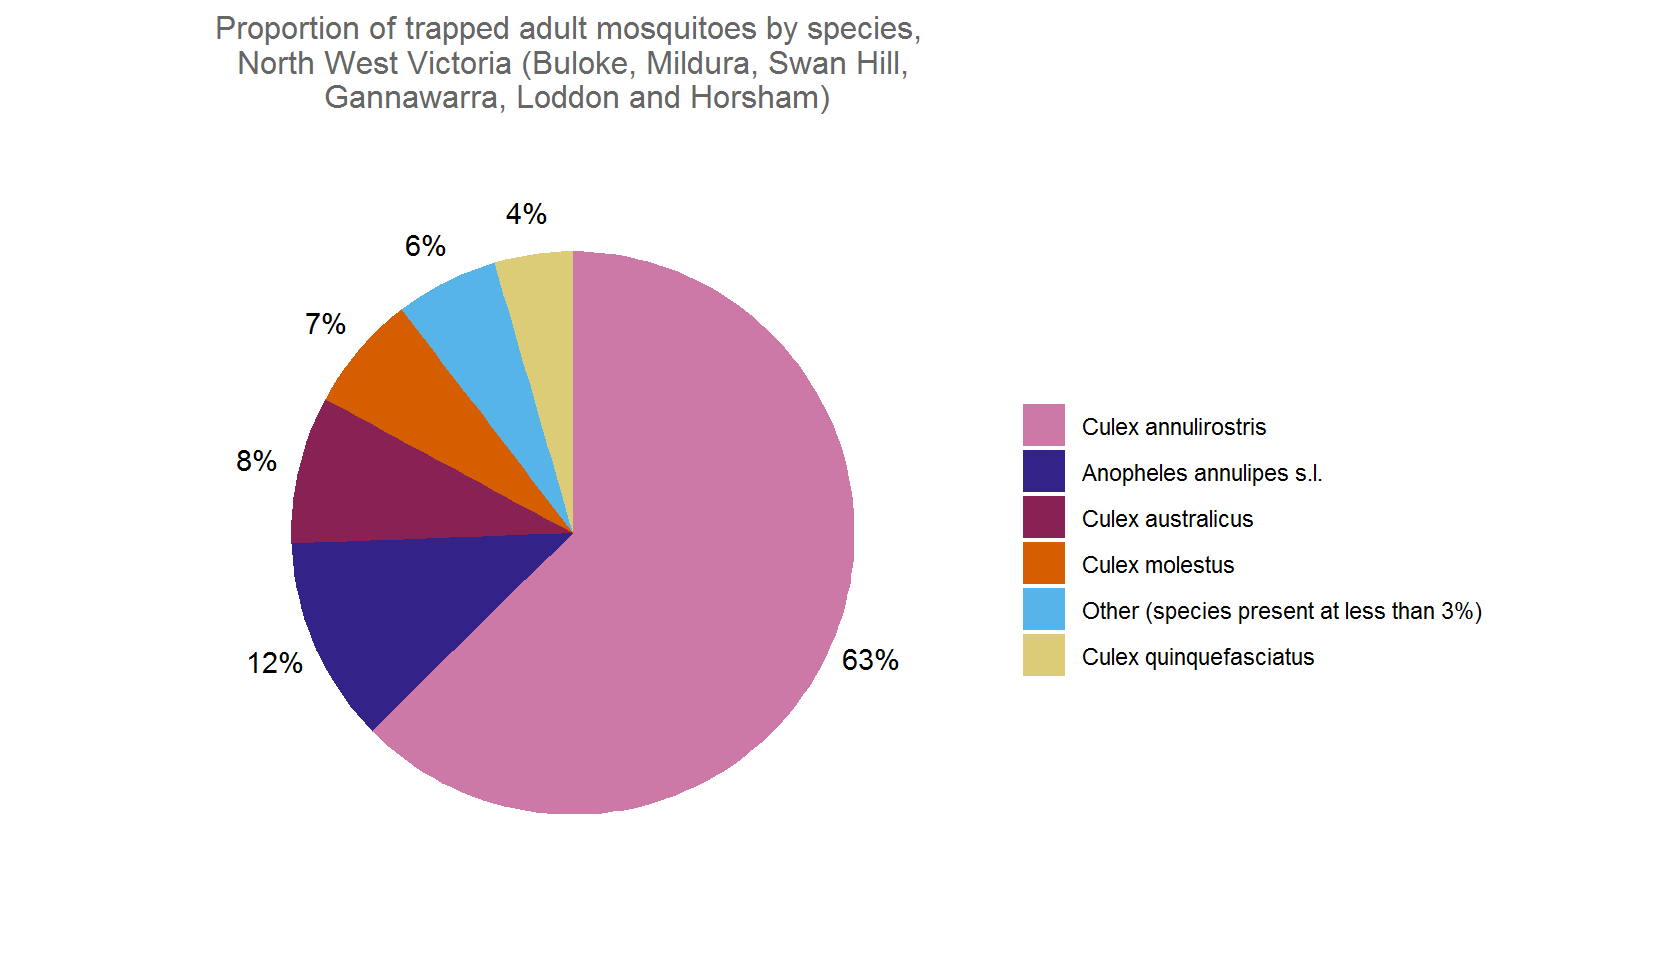 Proportion of trapped adult mosquitoes by species,
North West Victoria (Buloke, Mildura, Swan Hill,
Gannawarra, Loddon and Horsham)
4%
6%
7%
8%
12%
63%
Culex annulirostris
Anopheles annulipes s.l.
Culex australicus
Culex molestus
Other (species present at less than 3%)
Culex quinquefasciatus